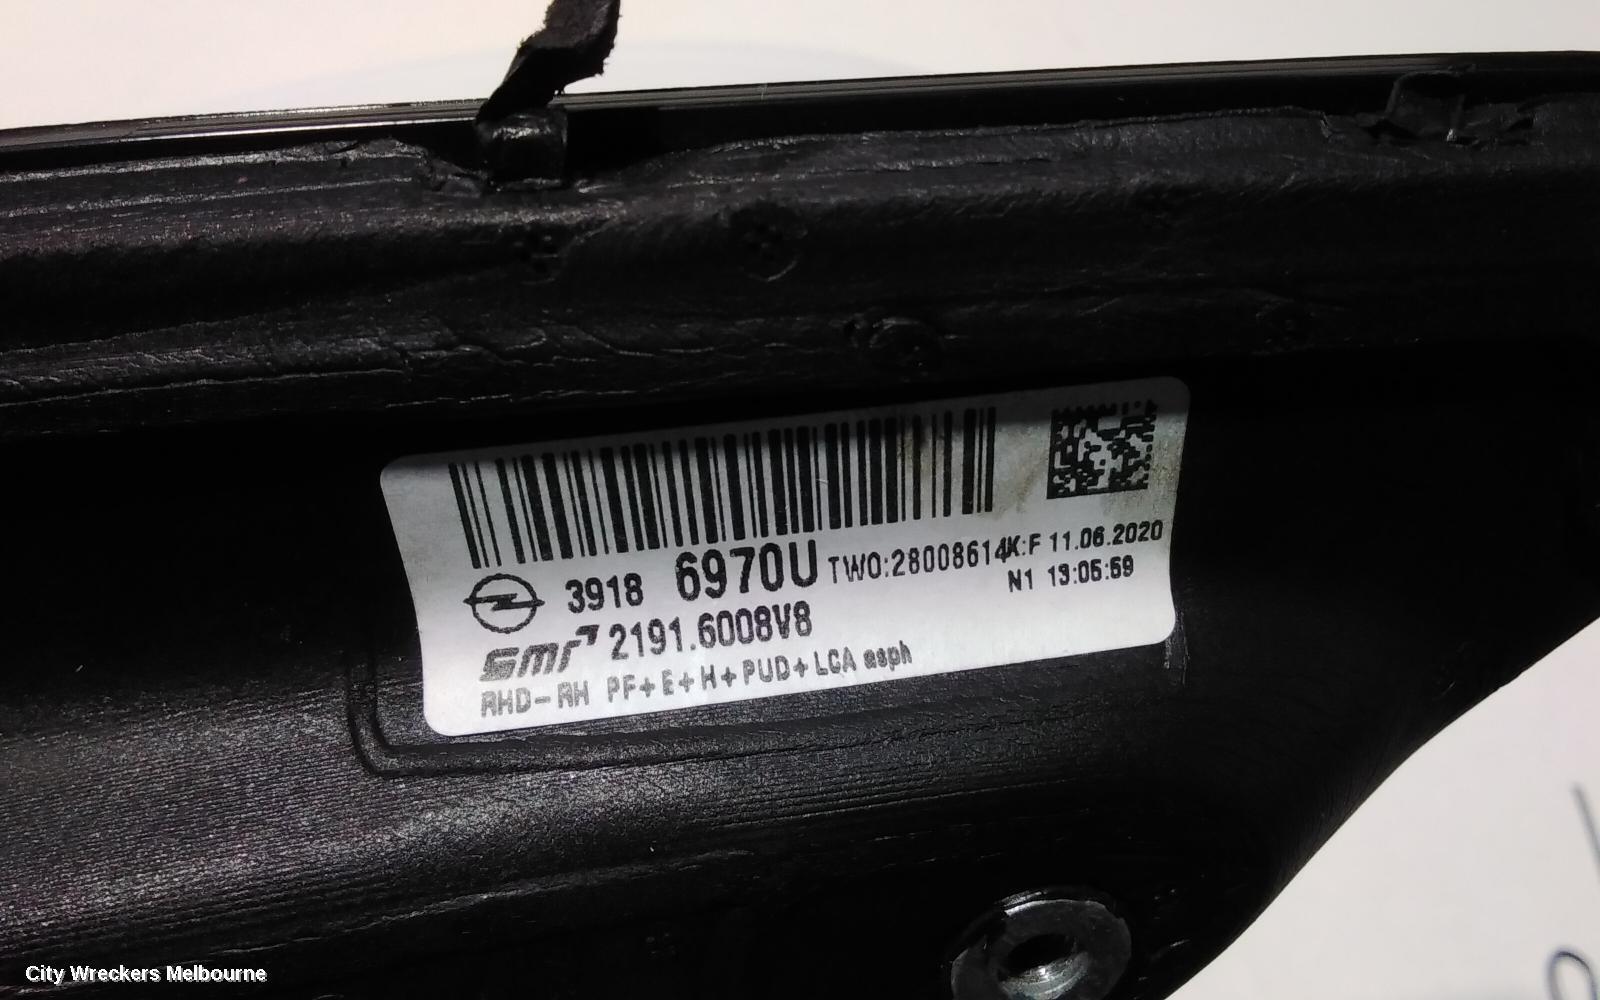 3918 6970U TWO:28008614 K:F 11.06.2020
N1 13:05:59
smr 2191.6008V8
RHD-RH PF+E+H+PUD+LCA asph
City Wreckers Melbourne